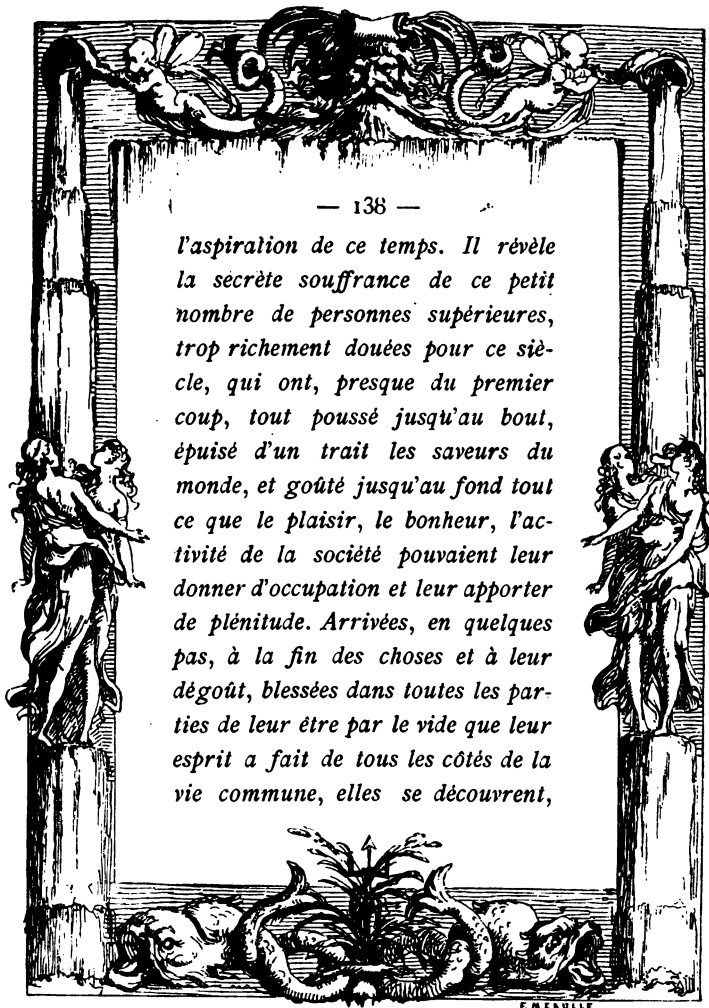 — 138 —
l'aspiration de ce temps. Il révèle
la secrète souffrance de ce petit
nombre de personnes supérieures,
trop richement douées pour ce siè-
cle, qui ont, presque du premier
coup, tout poussé jusqu'au bout,
épuisé d'un trait les saveurs du
monde, et goûté jusqu'au fond tout
ce que le plaisir, le bonheur, l'ac-
tivité de la société pouvaient leur
donner d'occupation et leur apporter
de plénitude. Arrivées, en quelques
pas, à la fin des choses et à leur
dégoût, blessées dans toutes les par-
ties de leur être par le vide que leur
esprit a fait de tous les côtés de la
vie commune, elles se découvrent,